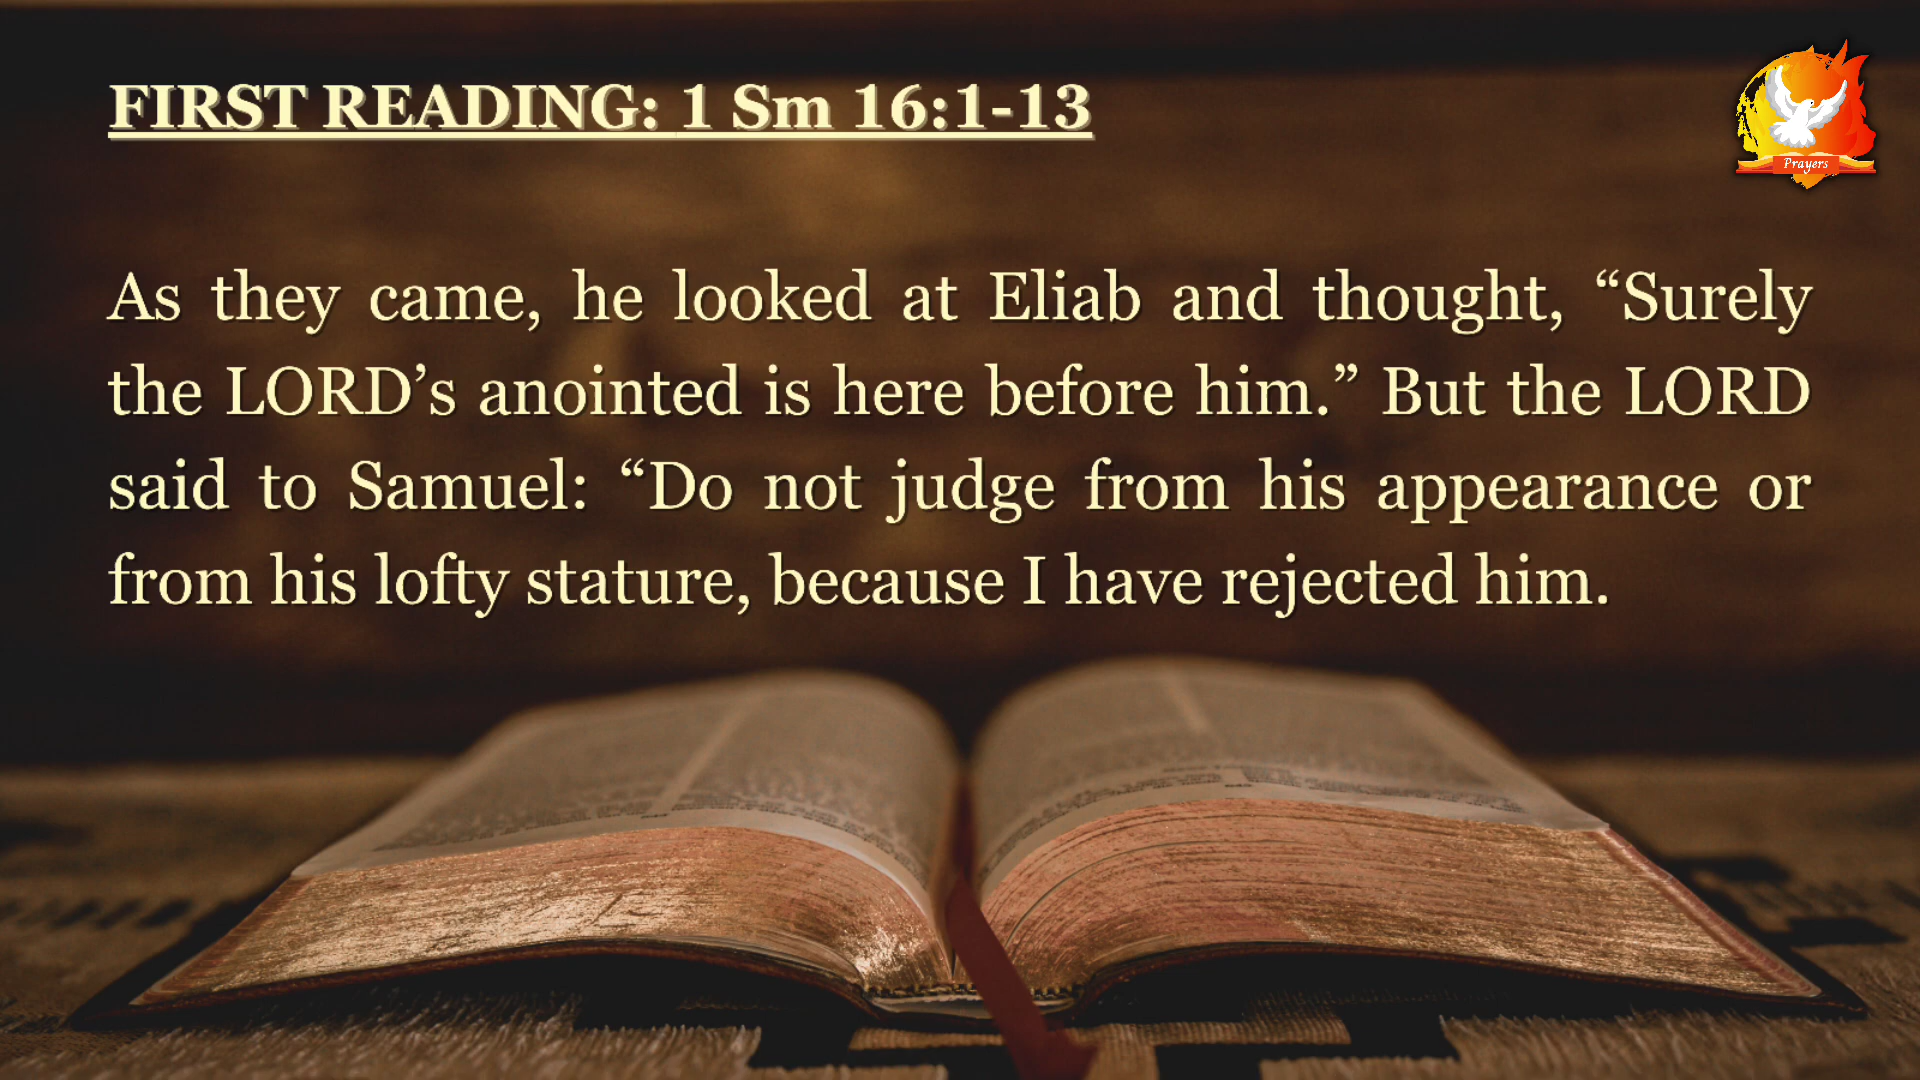 FIRST READING: 1 Sm 16:1-13
Prayers
As they came, he looked at Eliab and thought, “Surely
the LORD’s anointed is here before him.” But the LORD
said to Samuel: “Do not judge from his appearance or
from his lofty stature, because I have rejected him.